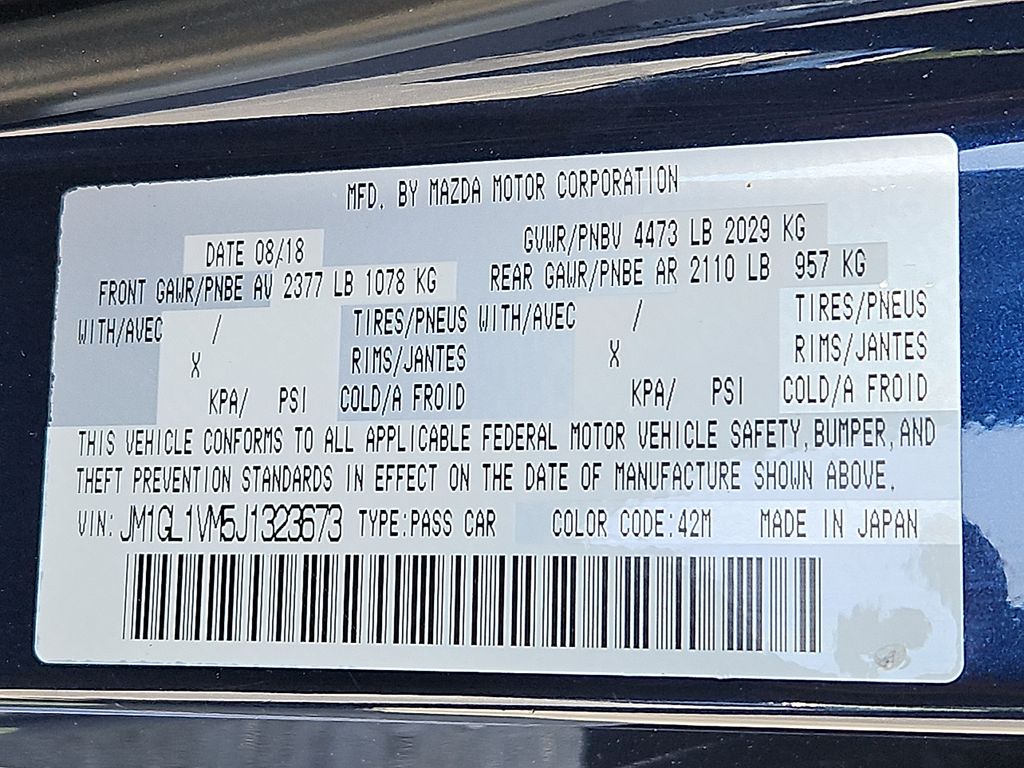 MFD. BY MAZDA MOTOR CORPORATION
DATE 08/18
GVWR/PNBV 4473 LB 2029 KG
FRONT GAWR/PNBE AV 2377 LB 1078 KG
REAR GAWR/PNBE AR 2110 LB 957 KG
WITH/AVEC / TIRES/PNEUS WITH/AVEC / TIRES/PNEUS
X RIMS/JANTES X RIMS/JANTES
KPA/ PSI COLD/A FROID KPA/ PSI COLD/A FROID
THIS VEHICLE CONFORMS TO ALL APPLICABLE FEDERAL MOTOR VEHICLE SAFETY, BUMPER, AND
THEFT PREVENTION STANDARDS IN EFFECT ON THE DATE OF MANUFACTURE SHOWN ABOVE.
VIN: JM1GL1VM5J1323673 TYPE:PASS CAR COLOR CODE:42M MADE IN JAPAN